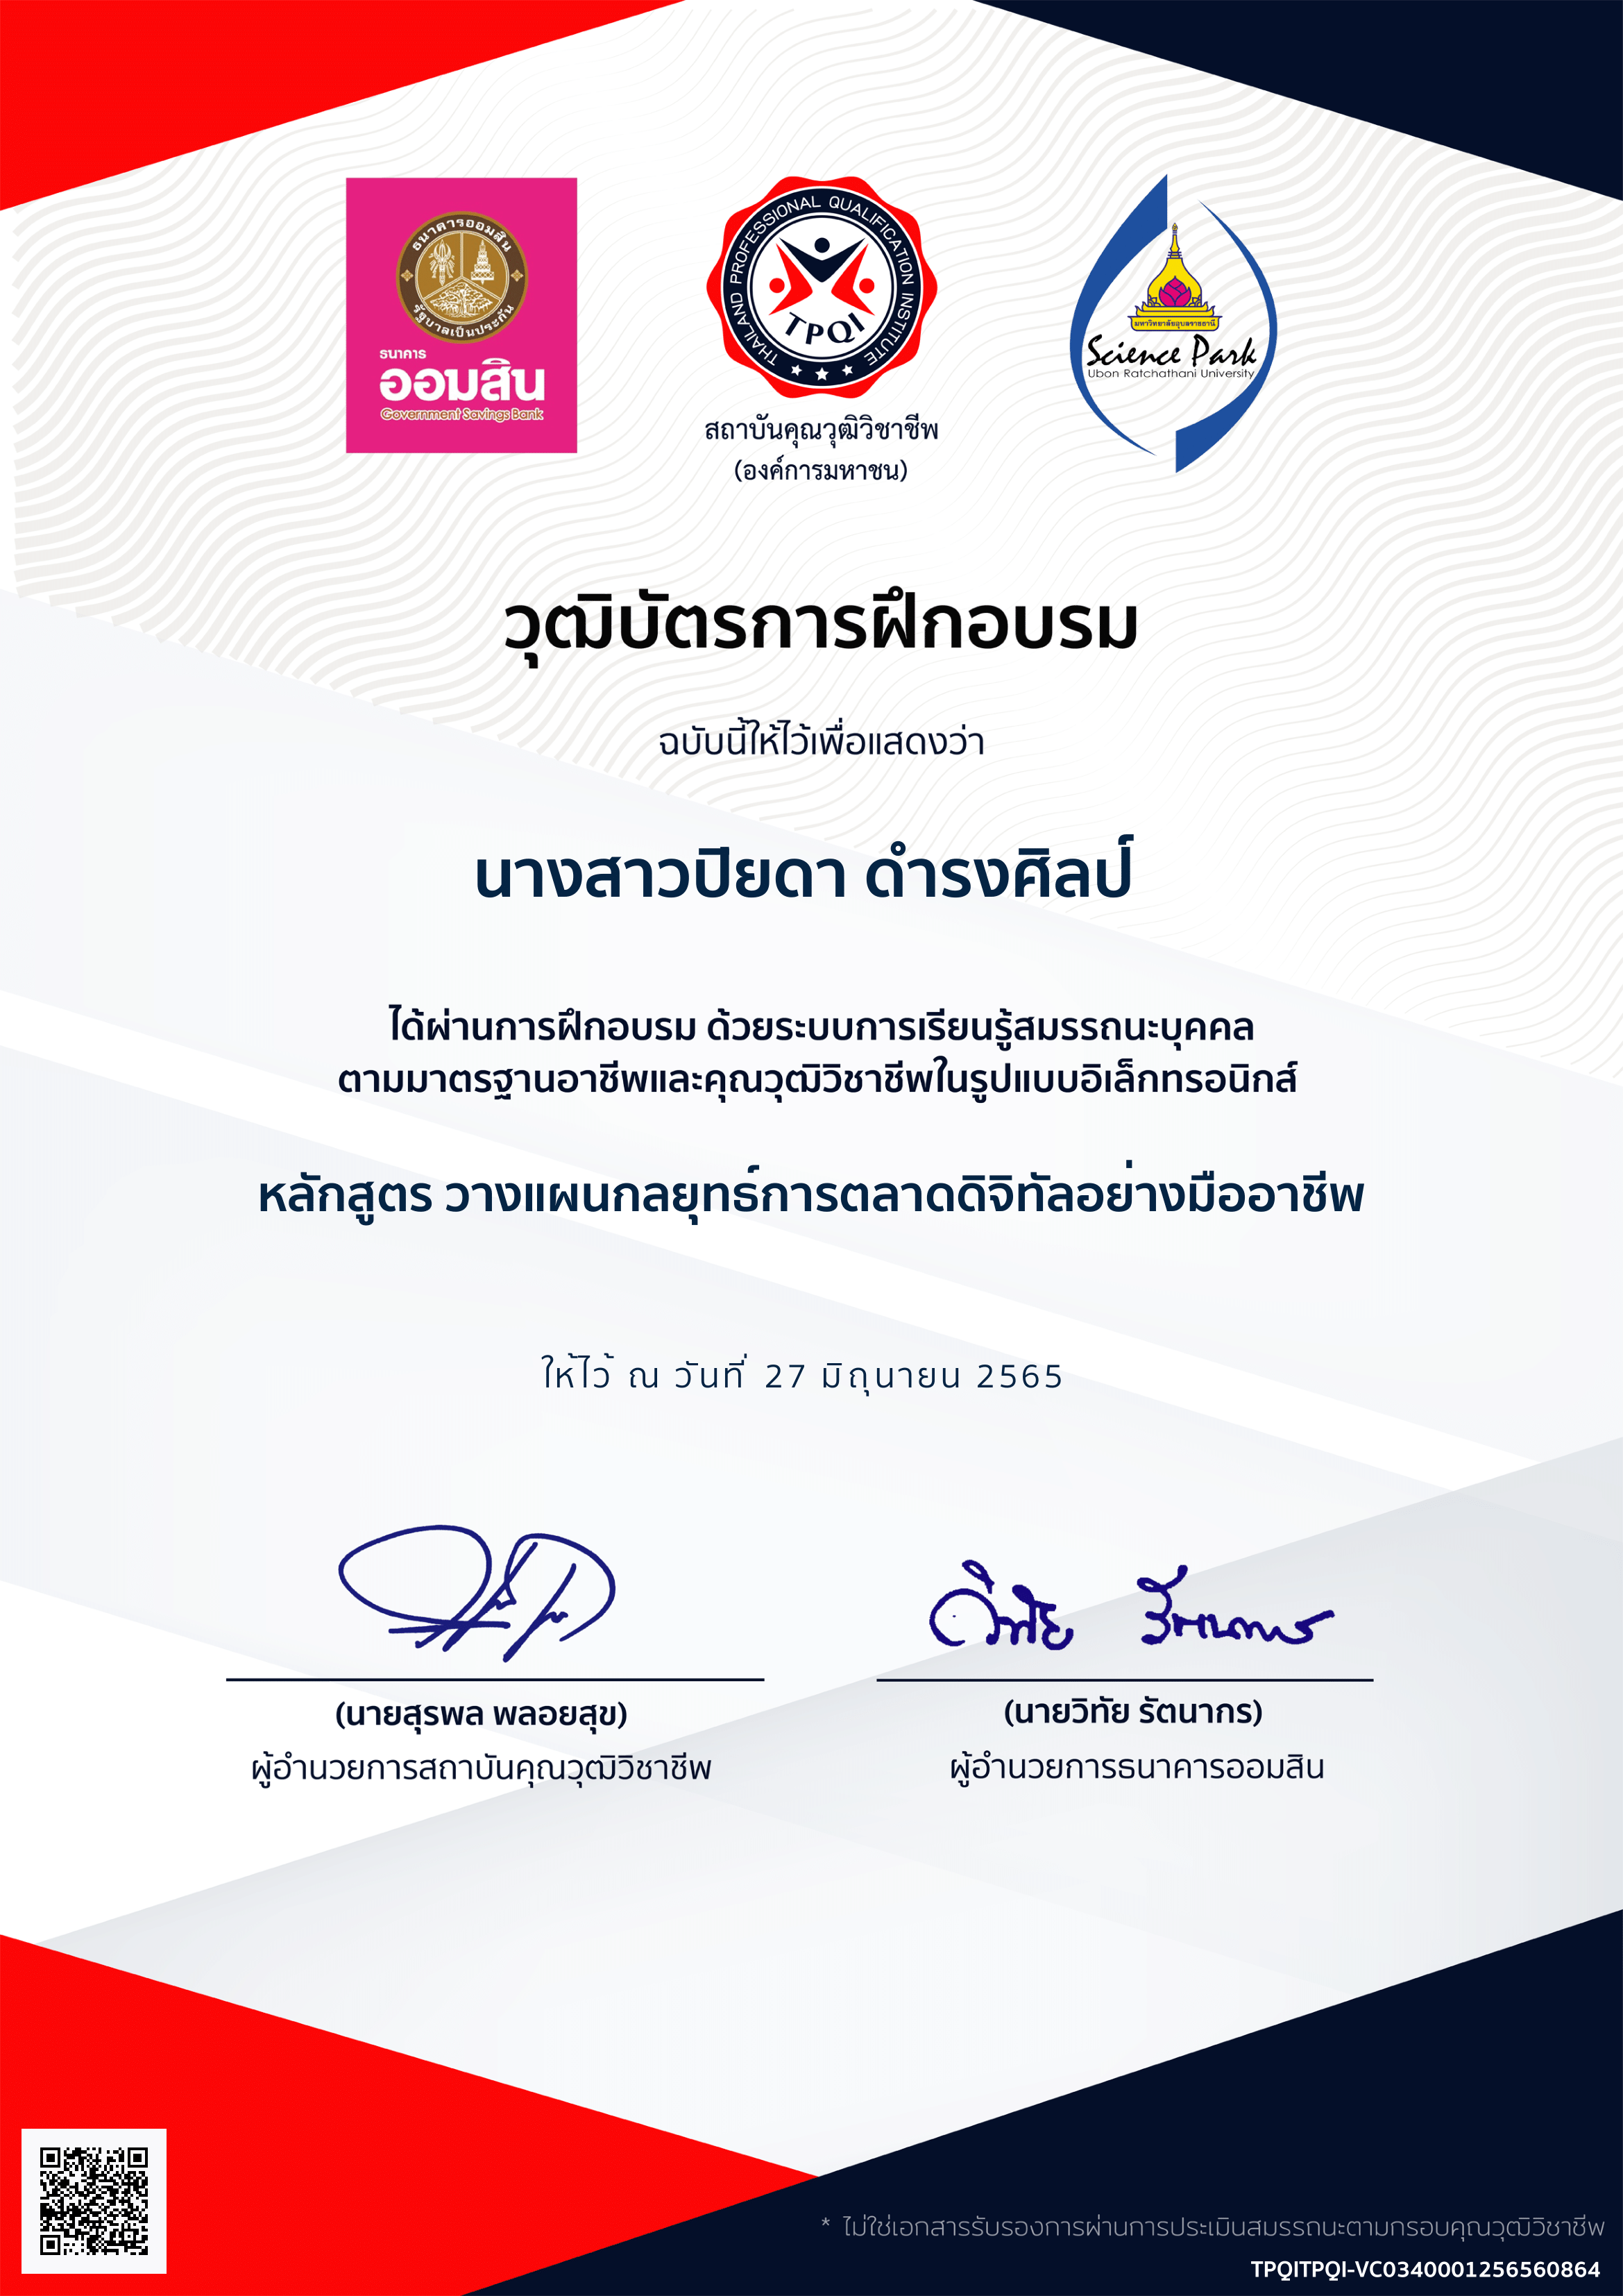 ธนาคารออมสิน
รัฐบาลเป็นประกัน
ธนาคาร
ออมสิน
Government Savings Bank
THAILAND PROFESSIONAL QUALIFICATION INSTITUTE
TPQI
สถาบันคุณวุฒิวิชาชีพ
(องค์การมหาชน)
มหาวิทยาลัยอุบลราชธานี
Science Park
Ubon Ratchathani University
วุฒิบัตรการฝึกอบรม
ฉบับนี้ให้ไว้เพื่อแสดงว่า
นางสาวปิยดา ดำรงศิลป์
ได้ผ่านการฝึกอบรม ด้วยระบบการเรียนรู้สมรรถนะบุคคล
ตามมาตรฐานอาชีพและคุณวุฒิวิชาชีพในรูปแบบอิเล็กทรอนิกส์
หลักสูตร วางแผนกลยุทธ์การตลาดดิจิทัลอย่างมืออาชีพ
ให้ไว้ ณ วันที่ 27 มิถุนายน 2565
วิทัย รัตนากร
(นายสุรพล พลอยสุข)
ผู้อำนวยการสถาบันคุณวุฒิวิชาชีพ
(นายวิทัย รัตนากร)
ผู้อำนวยการธนาคารออมสิน
* ไม่ใช่เอกสารรับรองการผ่านการประเมินสมรรถนะตามกรอบคุณวุฒิวิชาชีพ
TPQITPQI-VC0340001256560864